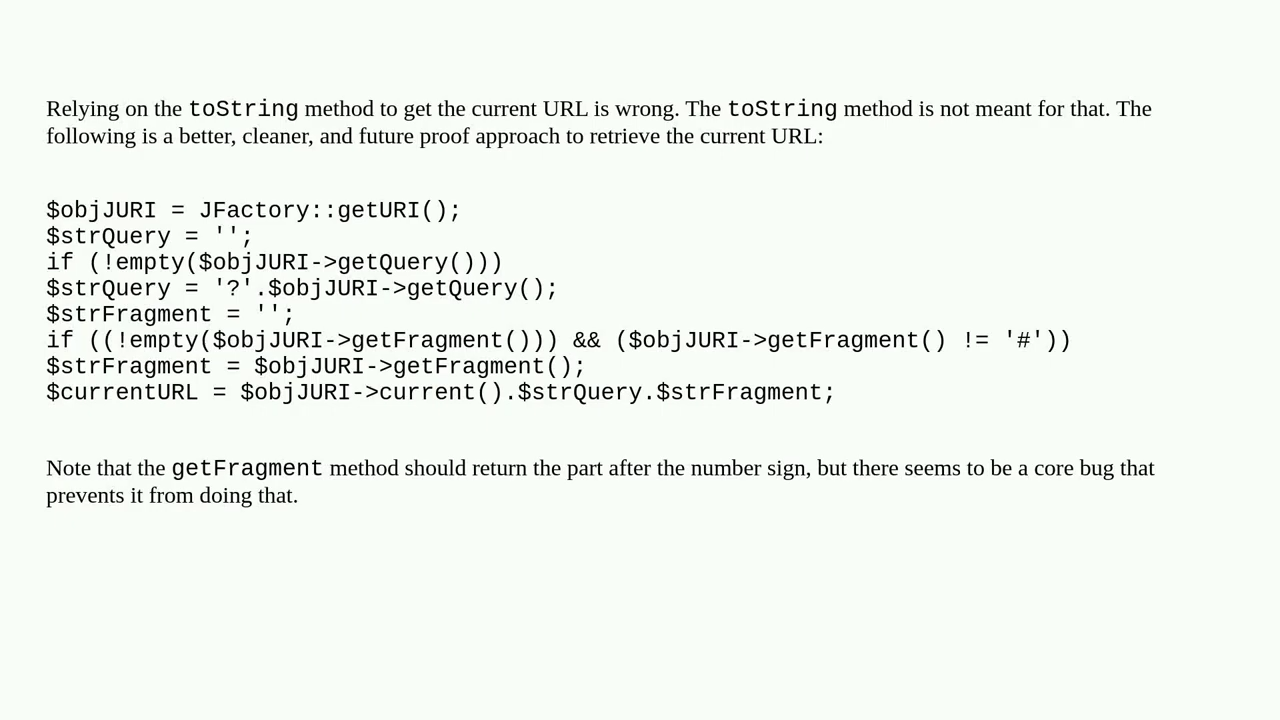 Relying on the toString method to get the current URL is wrong. The toString method is not meant for that. The
following is a better, cleaner, and future proof approach to retrieve the current URL:
$objJURI = JFactory::getURI();
$strQuery = '';
if (!empty($objJURI->getQuery()))
$strQuery = '?'.$objJURI->getQuery();
$strFragment = '';
if ((!empty($objJURI->getFragment())) && ($objJURI->getFragment() != '#'))
$strFragment = $objJURI->getFragment();
$currentURL = $objJURI->current().$strQuery.$strFragment;
Note that the getFragment method should return the part after the number sign, but there seems to be a core bug that
prevents it from doing that.